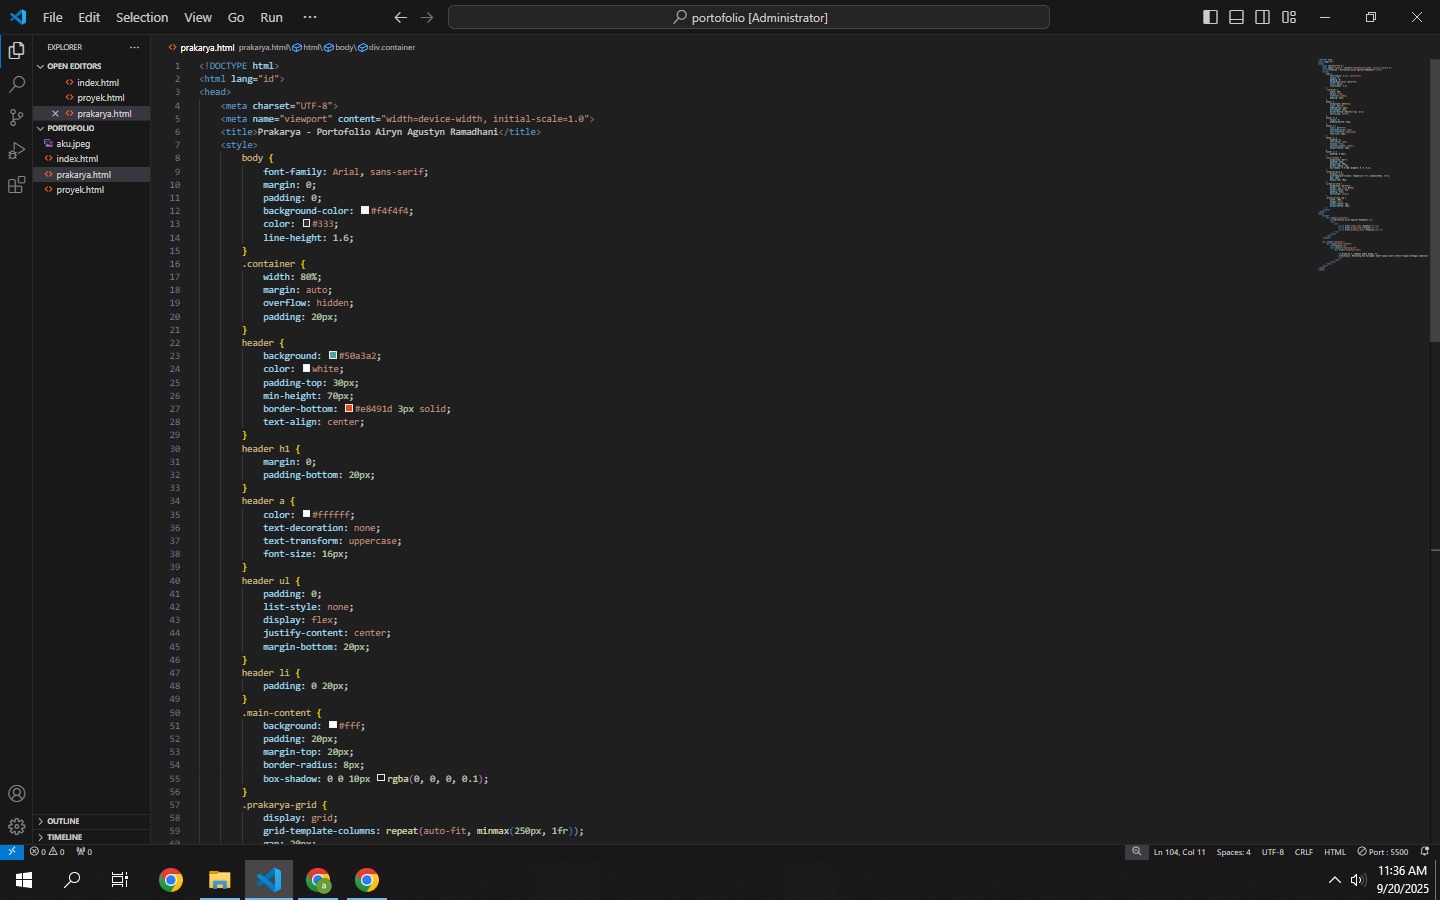 File Edit Selection View Go Run ··· portofolio [Administrator]
EXPLORER ···
OPEN EDITORS
index.html
proyek.html
prakarya.html
PORTOFOLIO
aku.jpeg
index.html
prakarya.html
proyek.html
OUTLINE
TIMELINE
prakarya.html prakarya.html\html\body\div.container
1 <!DOCTYPE html>
2 <html lang="id">
3 <head>
4 <meta charset="UTF-8">
5 <meta name="viewport" content="width=device-width, initial-scale=1.0">
6 <title>Prakarya - Portofolio Airyn Agustyn Ramadhani</title>
7 <style>
8 body {
9 font-family: Arial, sans-serif;
10 margin: 0;
11 padding: 0;
12 background-color: #f4f4f4;
13 color: #333;
14 line-height: 1.6;
15 }
16 .container {
17 width: 80%;
18 margin: auto;
19 overflow: hidden;
20 padding: 20px;
21 }
22 header {
23 background: #50a3a2;
24 color: white;
25 padding-top: 30px;
26 min-height: 70px;
27 border-bottom: #e8491d 3px solid;
28 text-align: center;
29 }
30 header h1 {
31 margin: 0;
32 padding-bottom: 20px;
33 }
34 header a {
35 color: #ffffff;
36 text-decoration: none;
37 text-transform: uppercase;
38 font-size: 16px;
39 }
40 header ul {
41 padding: 0;
42 list-style: none;
43 display: flex;
44 justify-content: center;
45 margin-bottom: 20px;
46 }
47 header li {
48 padding: 0 20px;
49 }
50 .main-content {
51 background: #fff;
52 padding: 20px;
53 margin-top: 20px;
54 border-radius: 8px;
55 box-shadow: 0 0 10px rgba(0, 0, 0, 0.1);
56 }
57 .prakarya-grid {
58 display: grid;
59 grid-template-columns: repeat(auto-fit, minmax(250px, 1fr));
60 gap: 20px;
0 0 0 Ln 104, Col 11 Spaces: 4 UTF-8 CRLF HTML Port : 5500
11:36 AM
9/20/2025